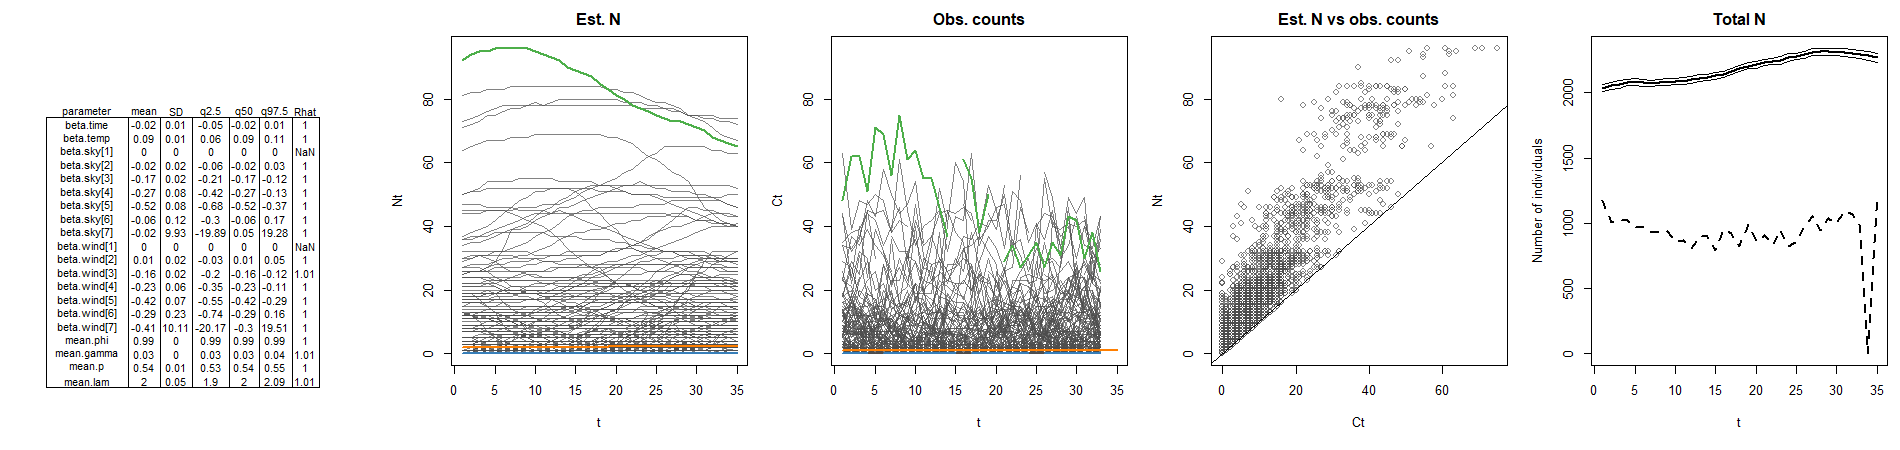 parameter mean SD q2.5 q50 q97.5 Rhat
beta.time -0.02 0.01 -0.05 -0.02 0.01 1
beta.temp 0.09 0.01 0.06 0.09 0.11 1
beta.sky[1] 0 0 0 0 0 NaN
beta.sky[2] -0.02 0.02 -0.06 -0.02 0.03 1
beta.sky[3] -0.17 0.02 -0.21 -0.17 -0.12 1
beta.sky[4] -0.27 0.08 -0.42 -0.27 -0.13 1
beta.sky[5] -0.52 0.08 -0.68 -0.52 -0.37 1
beta.sky[6] -0.06 0.12 -0.3 -0.06 0.17 1
beta.sky[7] -0.02 9.93 -19.89 0.05 19.28 1
beta.wind[1] 0 0 0 0 0 NaN
beta.wind[2] 0.01 0.02 -0.03 0.01 0.05 1
beta.wind[3] -0.16 0.02 -0.2 -0.16 -0.12 1.01
beta.wind[4] -0.23 0.06 -0.35 -0.23 -0.11 1
beta.wind[5] -0.42 0.07 -0.55 -0.42 -0.29 1
beta.wind[6] -0.29 0.23 -0.74 -0.29 0.16 1
beta.wind[7] -0.41 10.11 -20.17 -0.3 19.51 1
mean.phi 0.99 0 0.99 0.99 0.99 1
mean.gamma 0.03 0 0.03 0.03 0.04 1.01
mean.p 0.54 0.01 0.53 0.54 0.55 1
mean.lam 2 0.05 1.9 2 2.09 1.01
Est. N
Nt
80
60
40
20
0
0 5 10 15 20 25 30 35
t
Obs. counts
Ct
80
60
40
20
0
0 5 10 15 20 25 30 35
t
Est. N vs obs. counts
Nt
80
60
40
20
0
0 20 40 60
Ct
Total N
Number of individuals
2000
1500
1000
500
0
0 5 10 15 20 25 30 35
t